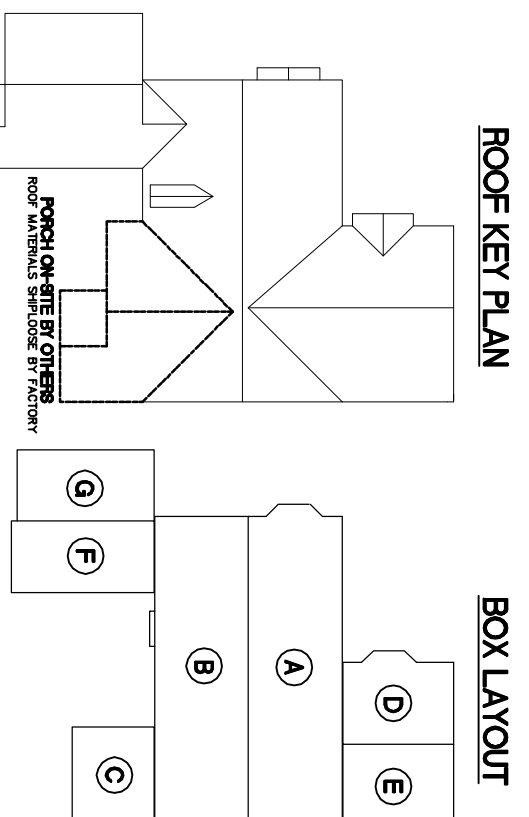 ROOF KEY PLAN
PORCH ON-SITE BY OTHERS
ROOF MATERIALS SHIPLOOSE BY FACTORY
BOX LAYOUT
D
E
A
B
G
F
C